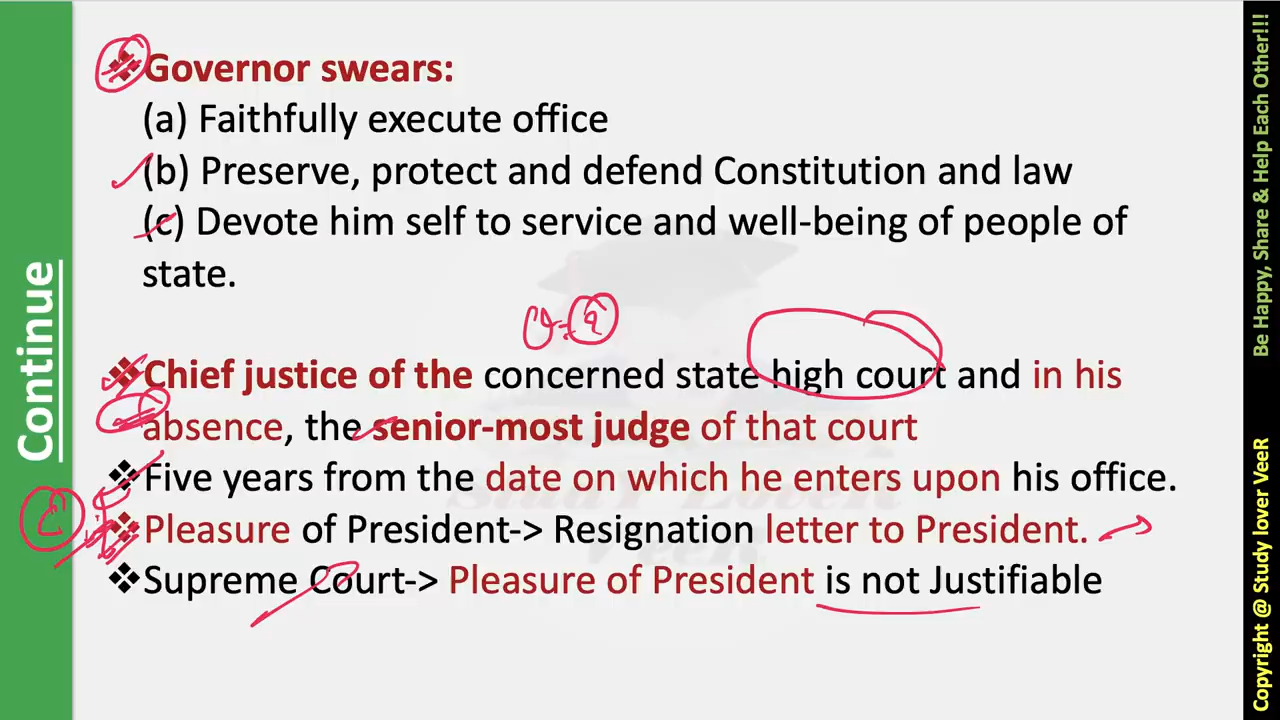 Continue
❖Governor swears:
(a) Faithfully execute office
(b) Preserve, protect and defend Constitution and law
(c) Devote him self to service and well-being of people of
state.
❖Chief justice of the concerned state high court and in his
absence, the senior-most judge of that court
❖Five years from the date on which he enters upon his office.
❖Pleasure of President-> Resignation letter to President.
❖Supreme Court-> Pleasure of President is not Justifiable
Be Happy, Share & Help Each Other!!!
Copyright @ Study lover VeeR